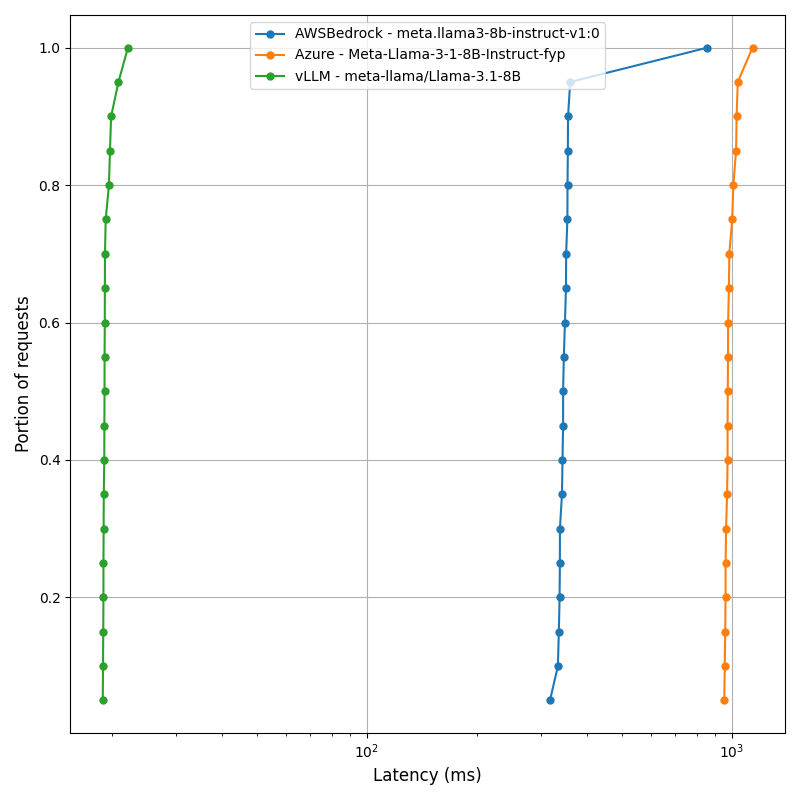 AWSBedrock - meta.llama3-8b-instruct-v1:0
Azure - Meta-Llama-3-1-8B-Instruct-fyp
vLLM - meta-llama/Llama-3.1-8B
1.0
0.8
0.6
0.4
0.2
Portion of requests
10² 10³
Latency (ms)